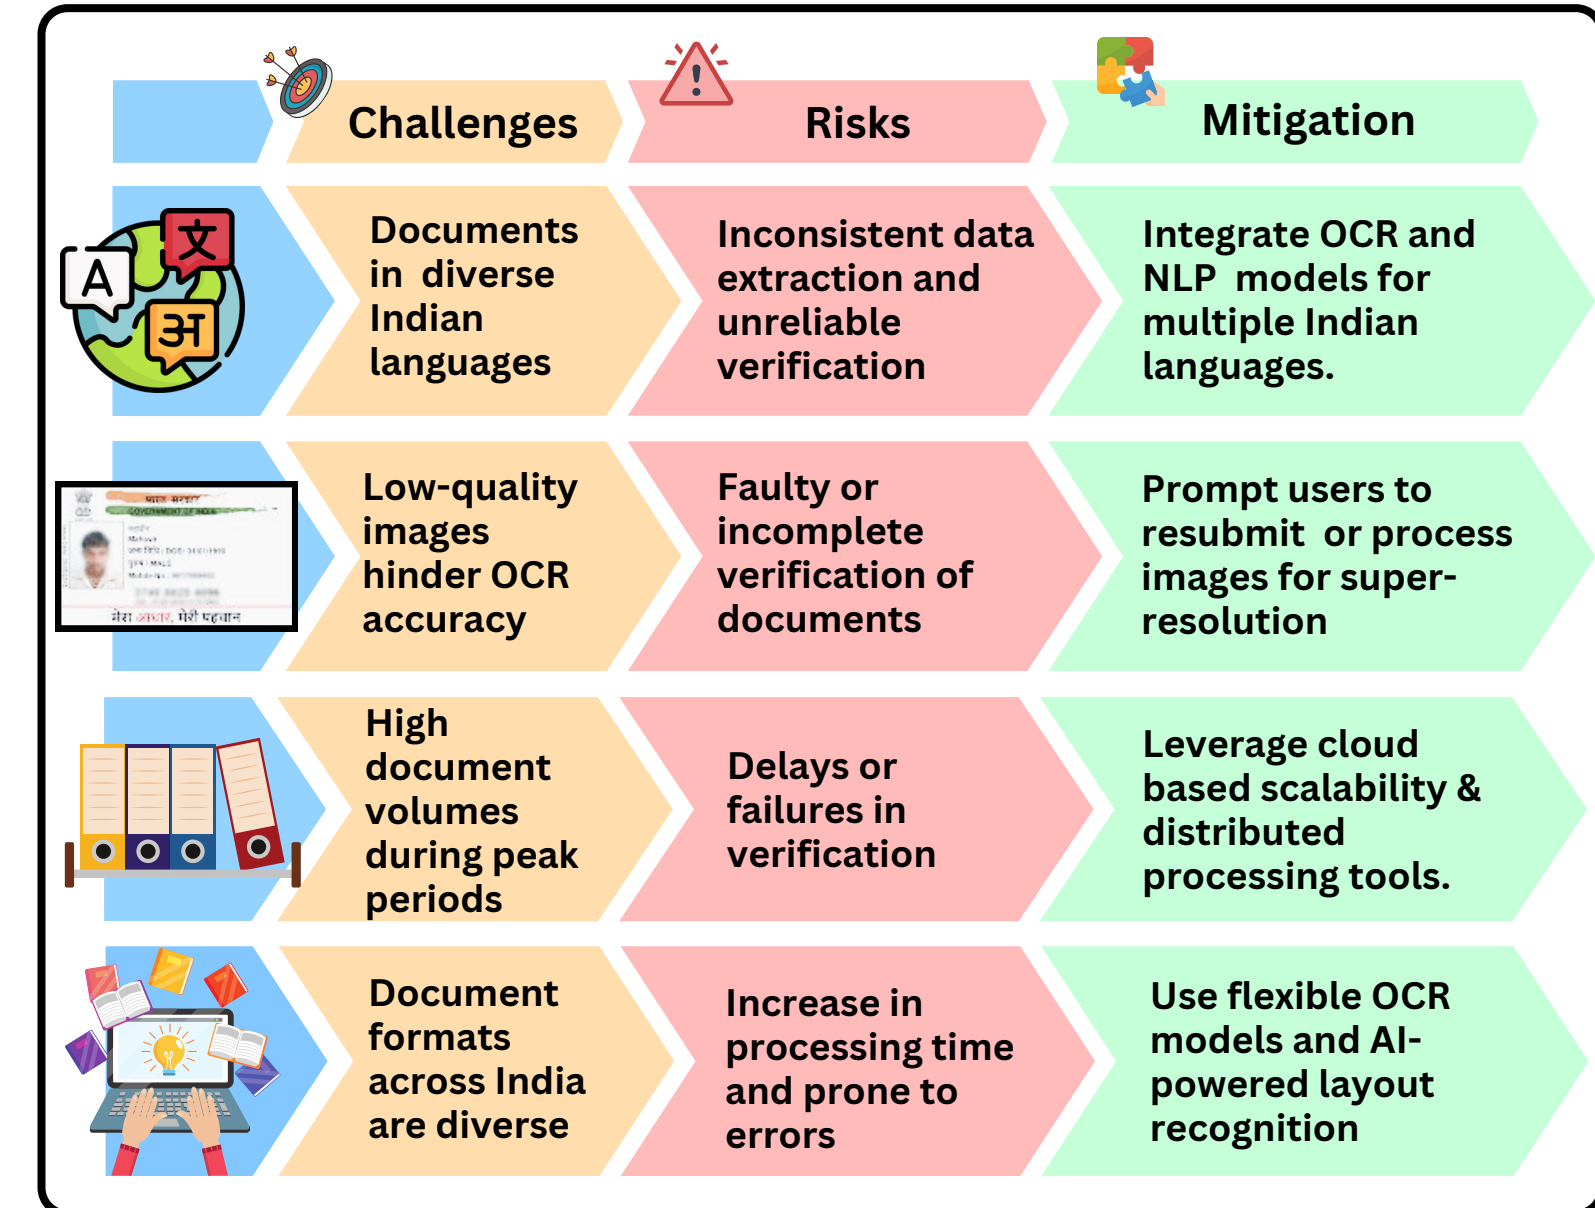 Challenges
Risks
Mitigation
A
文
अ
Documents
in diverse
Indian
languages
Inconsistent data
extraction and
unreliable
verification
Integrate OCR and
NLP models for
multiple Indian
languages.
GOVERNMENT OF INDIA
MALE
मेरा आधार, मेरी पहचान
Low-quality
images
hinder OCR
accuracy
Faulty or
incomplete
verification of
documents
Prompt users to
resubmit or process
images for super-
resolution
High
document
volumes
during peak
periods
Delays or
failures in
verification
Leverage cloud
based scalability &
distributed
processing tools.
Document
formats
across India
are diverse
Increase in
processing time
and prone to
errors
Use flexible OCR
models and AI-
powered layout
recognition